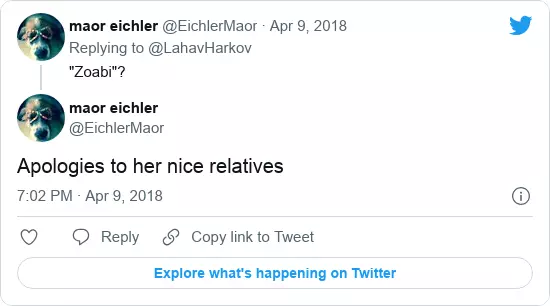 maor eichler @EichlerMaor · Apr 9, 2018
Replying to @LahavHarkov
"Zoabi"?
maor eichler
@EichlerMaor
Apologies to her nice relatives
7:02 PM · Apr 9, 2018
Reply Copy link to Tweet
Explore what's happening on Twitter